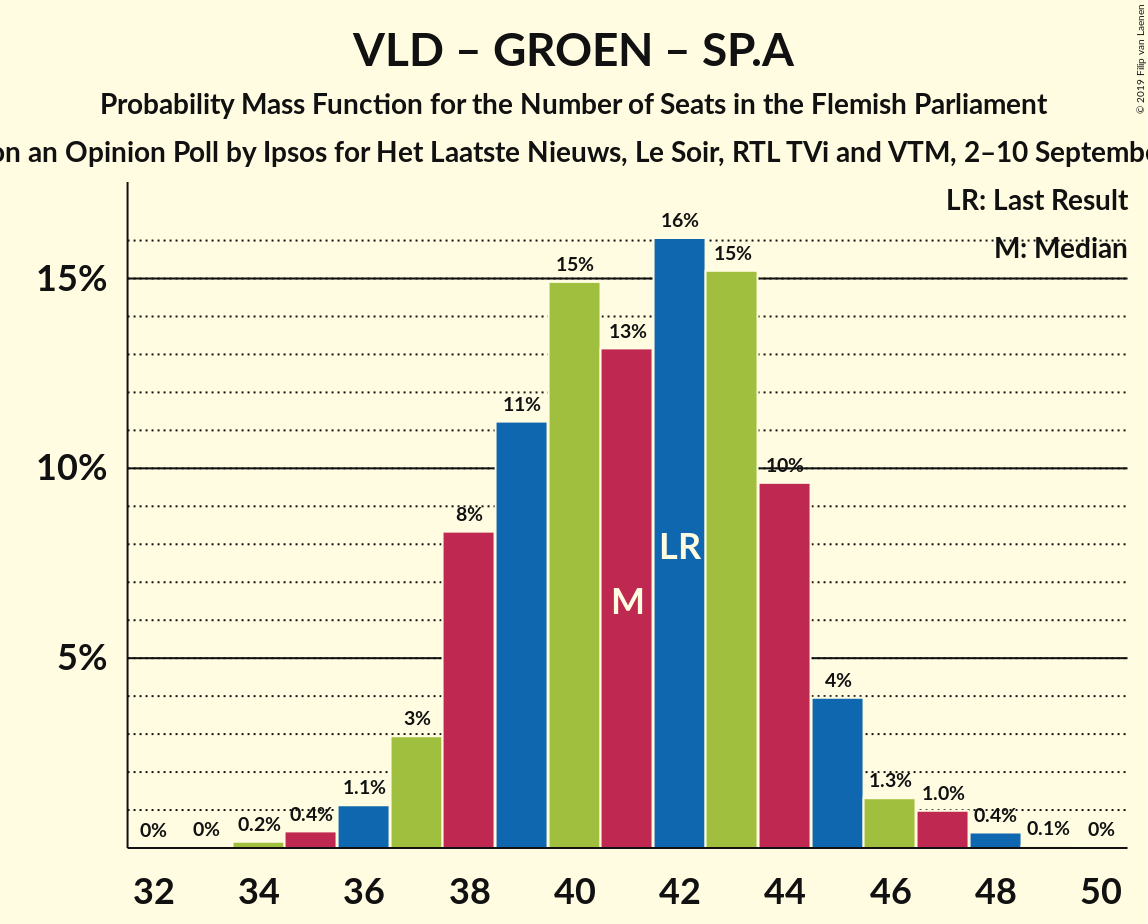 VLD – GROEN – SP.A
Probability Mass Function for the Number of Seats in the Flemish Parliament
on an Opinion Poll by Ipsos for Het Laatste Nieuws, Le Soir, RTL TVi and VTM, 2–10
© 2019 Filip van Laenen
LR: Last Result
M: Median
15%
10%
5%
0%
0%
0.2%
0.4%
1.1%
3%
8%
11%
15%
13%
16%
15%
10%
4%
1.3%
1.0%
0.4%
0.1%
0%
LR
M
32 34 36 38 40 42 44 46 48 50